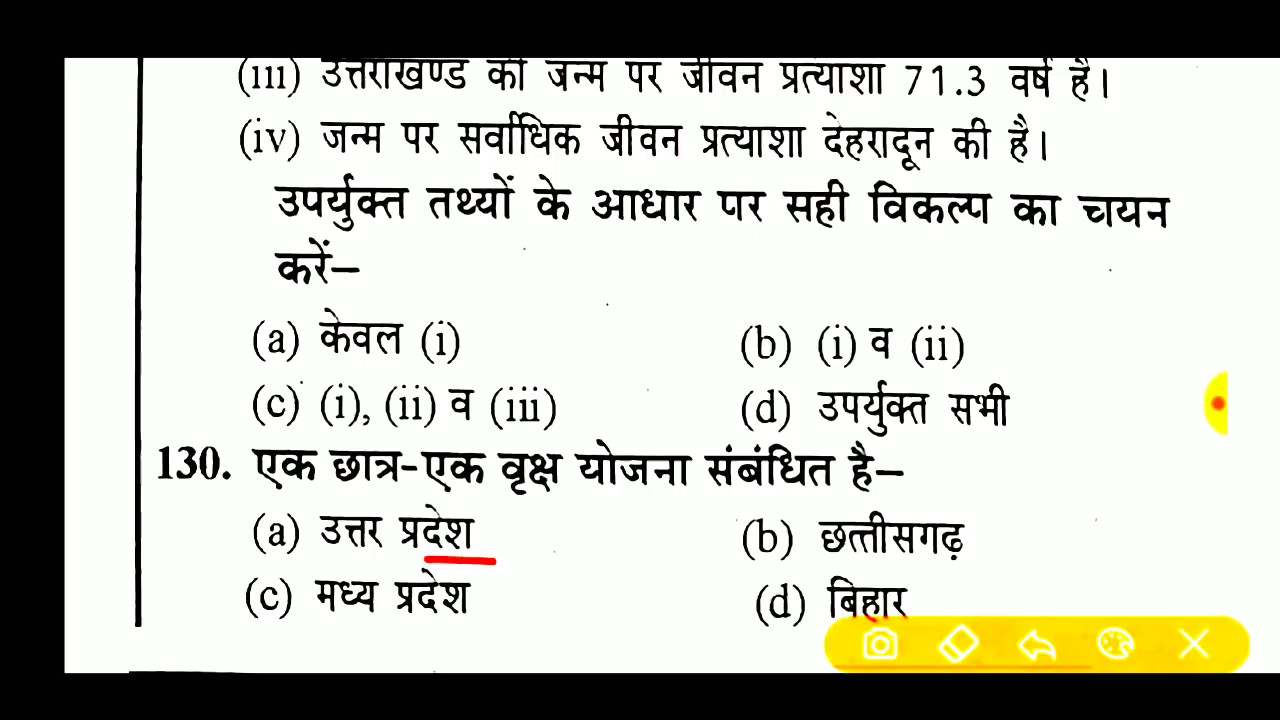 (iii) उत्तराखण्ड की जन्म पर जीवन प्रत्याशा 71.3 वर्ष है।
(iv) जन्म पर सर्वाधिक जीवन प्रत्याशा देहरादून की है।
उपर्युक्त तथ्यों के आधार पर सही विकल्प का चयन
करें–
(a) केवल (i) (b) (i) व (ii)
(c) (i), (ii) व (iii) (d) उपर्युक्त सभी
130. एक छात्र-एक वृक्ष योजना संबंधित है–
(a) उत्तर प्रदेश (b) छत्तीसगढ़
(c) मध्य प्रदेश (d) बिहार